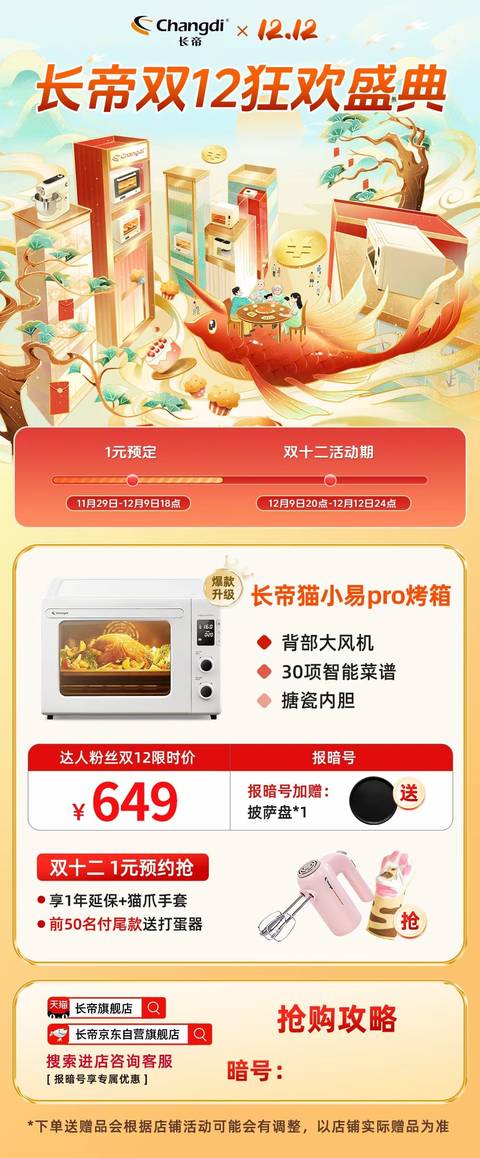 Changdi® × 12.12
长帝
长帝双12狂欢盛典
Changdi
1元预定 双十二活动期
11月29日-12月9日18点 12月9日20点-12月12日24点
爆款
升级
长帝猫小易pro烤箱
Changdi
背部大风机
30项智能菜谱
搪瓷内胆
达人粉丝双12限时价 报暗号
¥649
报暗号加赠：
披萨盘*1
送
双十二 1元预约抢
享1年延保+猫爪手套
前50名付尾款送打蛋器
抢
天猫 长帝旗舰店
长帝京东自营旗舰店
搜索进店咨询客服
[ 报暗号享专属优惠 ]
抢购攻略
暗号：
*下单送赠品会根据店铺活动可能会有调整，以店铺实际赠品为准